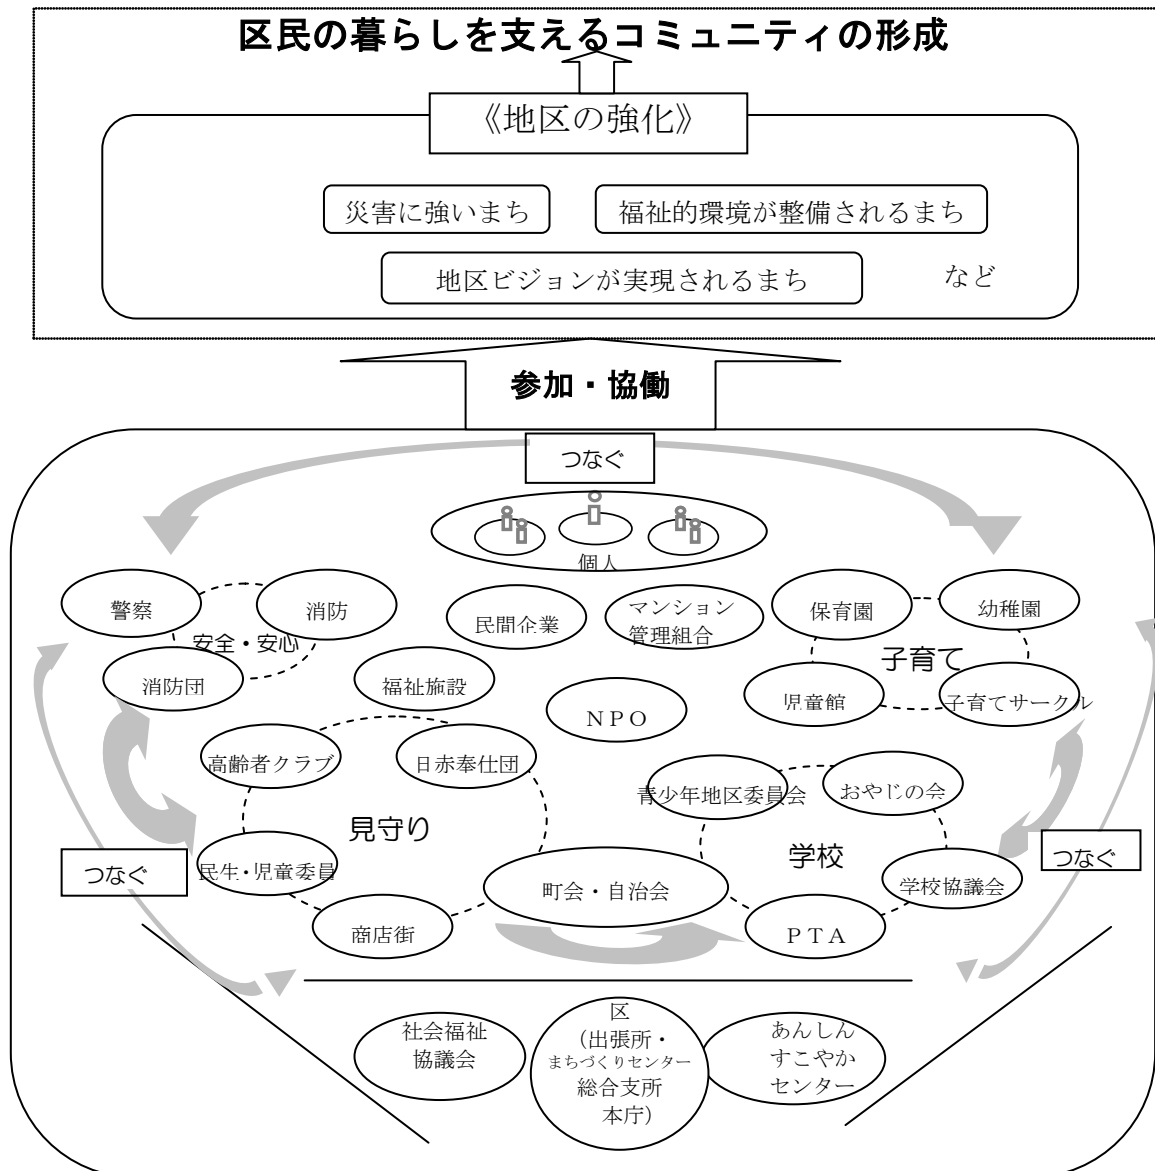 区民の暮らしを支えるコミュニティの形成
《地区の強化》
災害に強いまち
福祉的環境が整備されるまち
地区ビジョンが実現されるまち
など
参加・協働
つなぐ
個人
警察
消防
安全・安心
消防団
民間企業
マンション
管理組合
保育園
幼稚園
子育て
児童館
子育てサークル
福祉施設
ＮＰＯ
高齢者クラブ
日赤奉仕団
見守り
民生・児童委員
商店街
町会・自治会
青少年地区委員会
おやじの会
学校
学校協議会
ＰＴＡ
つなぐ
つなぐ
社会福祉
協議会
区
（出張所・
まちづくりセンター
総合支所
本庁）
あんしん
すこやか
センター